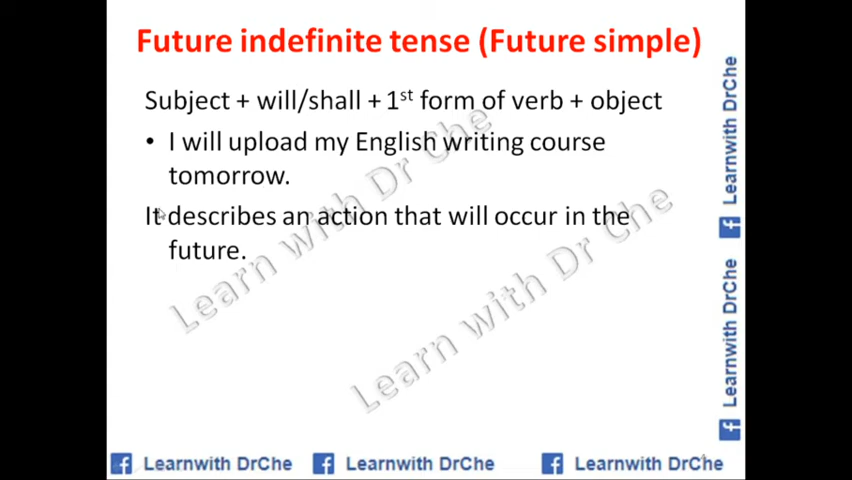 Future indefinite tense (Future simple)
Subject + will/shall + 1st form of verb + object
• I will upload my English writing course
tomorrow.
It describes an action that will occur in the
future.
Learn with Dr Che
Learn with Dr Che
Learnwith DrChe
Learnwith DrChe
Learnwith DrChe
Learnwith DrChe
Learnwith DrChe